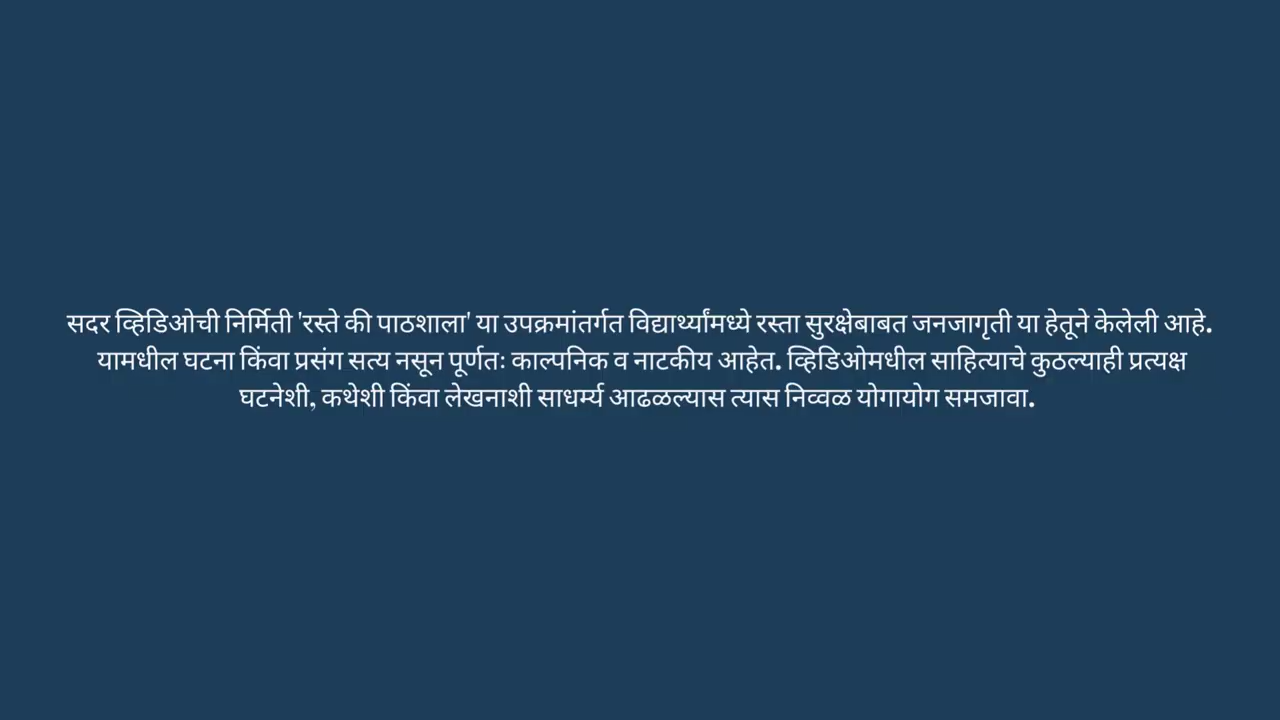 सदर व्हिडिओची निर्मिती 'रस्ते की पाठशाला' या उपक्रमांतर्गत विद्यार्थ्यांमध्ये रस्ता सुरक्षेबाबत जनजागृती या हेतूने केलेली आहे.
यामधील घटना किंवा प्रसंग सत्य नसून पूर्णतः काल्पनिक व नाटकीय आहेत. व्हिडिओमधील साहित्याचे कुठल्याही प्रत्यक्ष
घटनेशी, कथेशी किंवा लेखनाशी साधर्म्य आढळल्यास त्यास निव्वळ योगायोग समजावा.